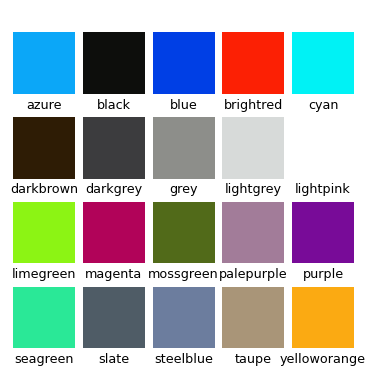 azure black blue brightred cyan
darkbrown darkgrey grey lightgrey lightpink
limegreen magenta mossgreen palepurple purple
seagreen slate steelblue taupe yelloworange